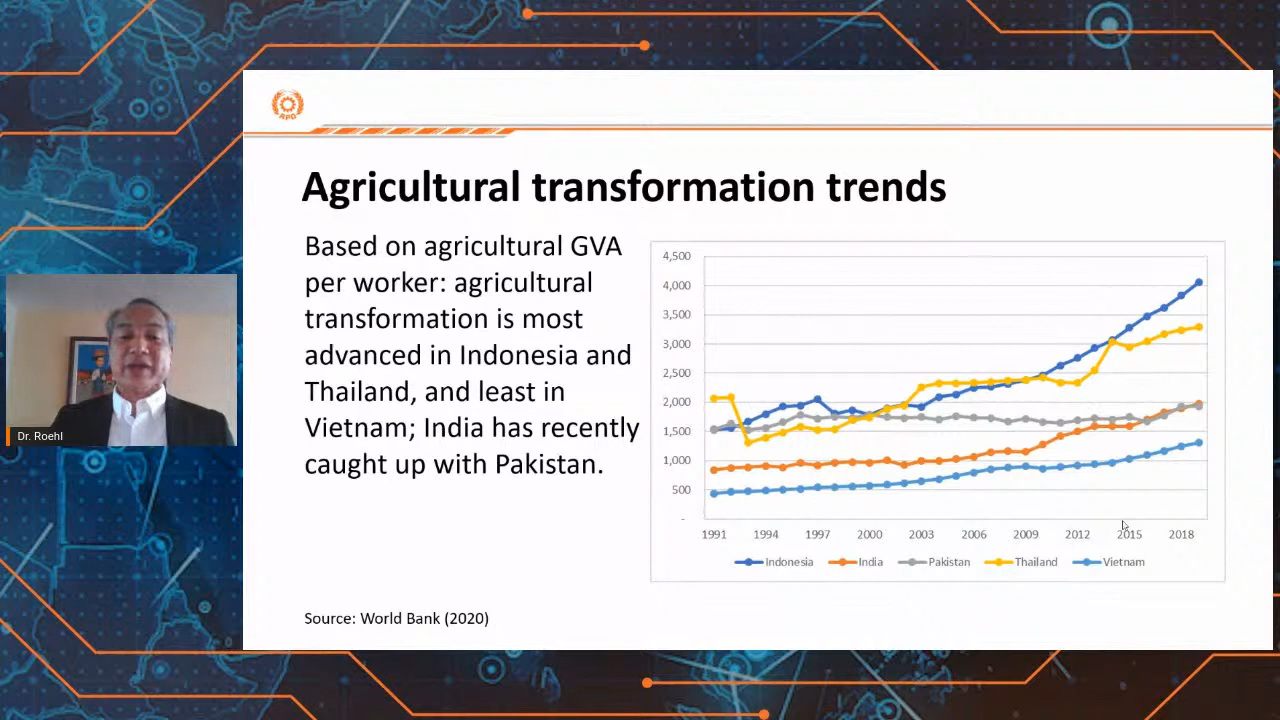 APO
Agricultural transformation trends
Based on agricultural GVA
per worker: agricultural
transformation is most
advanced in Indonesia and
Thailand, and least in
Vietnam; India has recently
caught up with Pakistan.
4,500
4,000
3,500
3,000
2,500
2,000
1,500
1,000
500
-
1991 1994 1997 2000 2003 2006 2009 2012 2015 2018
Indonesia India Pakistan Thailand Vietnam
Source: World Bank (2020)
Dr. Roehl